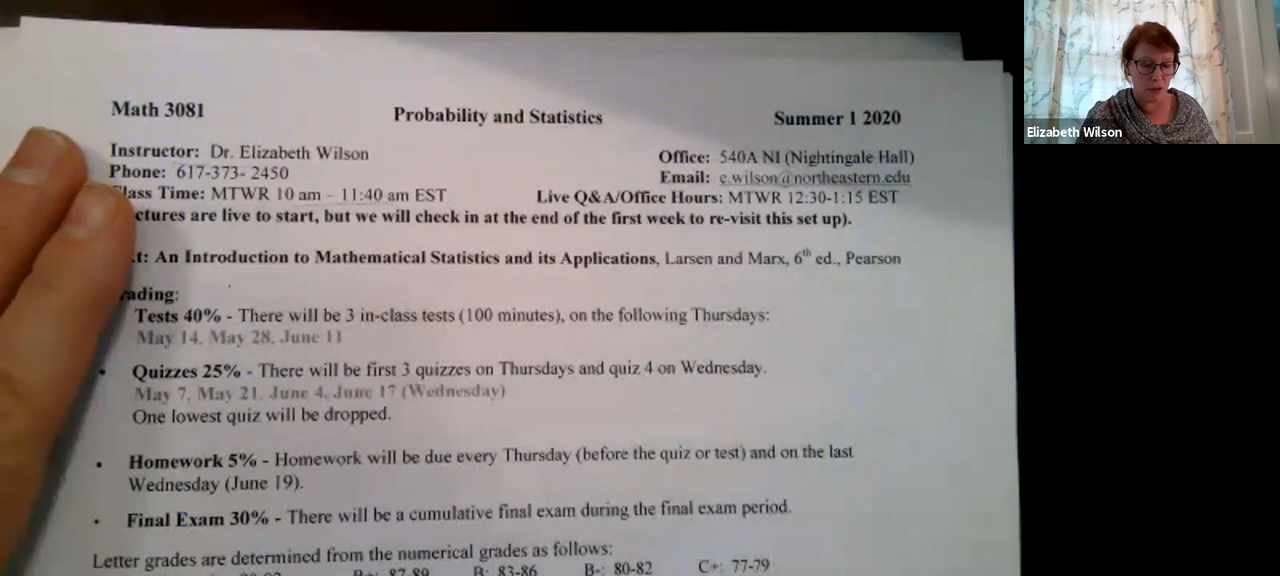 Math 3081 Probability and Statistics Summer 1 2020
Instructor: Dr. Elizabeth Wilson Office: 540A NI (Nightingale Hall)
Phone: 617-373- 2450 Email: e.wilson@northeastern.edu
Class Time: MTWR 10 am – 11:40 am EST Live Q&A/Office Hours: MTWR 12:30-1:15 EST
ctures are live to start, but we will check in at the end of the first week to re-visit this set up).
t: An Introduction to Mathematical Statistics and its Applications, Larsen and Marx, 6th ed., Pearson
ading:
Tests 40% - There will be 3 in-class tests (100 minutes), on the following Thursdays:
May 14, May 28, June 11
• Quizzes 25% - There will be first 3 quizzes on Thursdays and quiz 4 on Wednesday.
May 7, May 21, June 4, June 17 (Wednesday)
One lowest quiz will be dropped.
• Homework 5% - Homework will be due every Thursday (before the quiz or test) and on the last
Wednesday (June 19).
• Final Exam 30% - There will be a cumulative final exam during the final exam period.
Letter grades are determined from the numerical grades as follows:
87-89 B: 83-86 B-: 80-82 C+: 77-79
Elizabeth Wilson